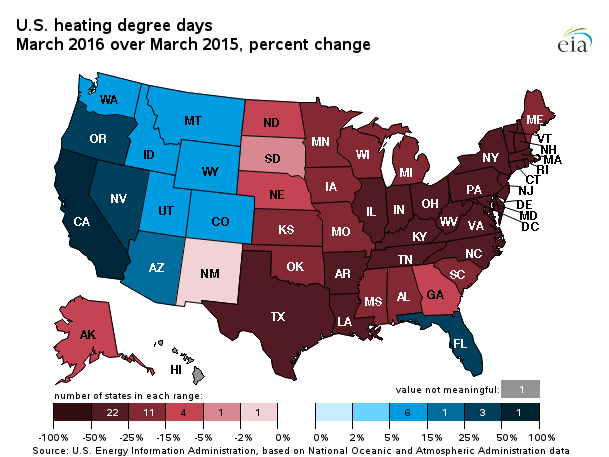 U.S. heating degree days
March 2016 over March 2015, percent change
eia
WA
MT
ND
MN
ME
OR
ID
WY
SD
WI
MI
NY
VT
NH
MA
RI
CT
NJ
DE
MD
DC
NE
IA
PA
NV
UT
CO
IL
IN
OH
CA
KS
MO
WV
VA
KY
AZ
NM
OK
AR
TN
NC
SC
TX
LA
MS
AL
GA
FL
AK
HI
number of states in each range:
value not meaningful: 1
22 11 4 1 1 6 1 3 1
-100% -50% -25% -15% -5% -2% 0% 0% 2% 5% 15% 25% 50% 100%
Source: U.S. Energy Information Administration, based on National Oceanic and Atmospheric Administration data